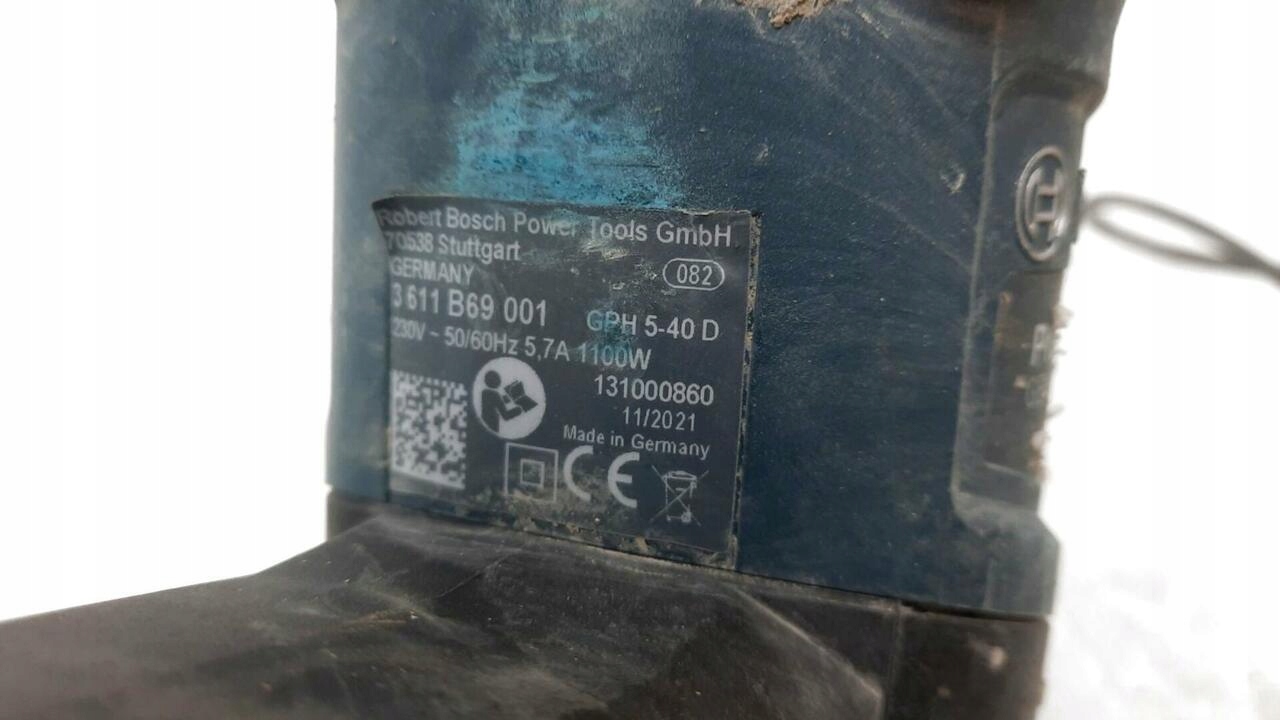 Robert Bosch Power Tools GmbH
70538 Stuttgart
GERMANY
082
3 611 B69 001 GPH 5-40 D
230V ~ 50/60Hz 5,7A 1100W
131000860
11/2021
Made in Germany
CE